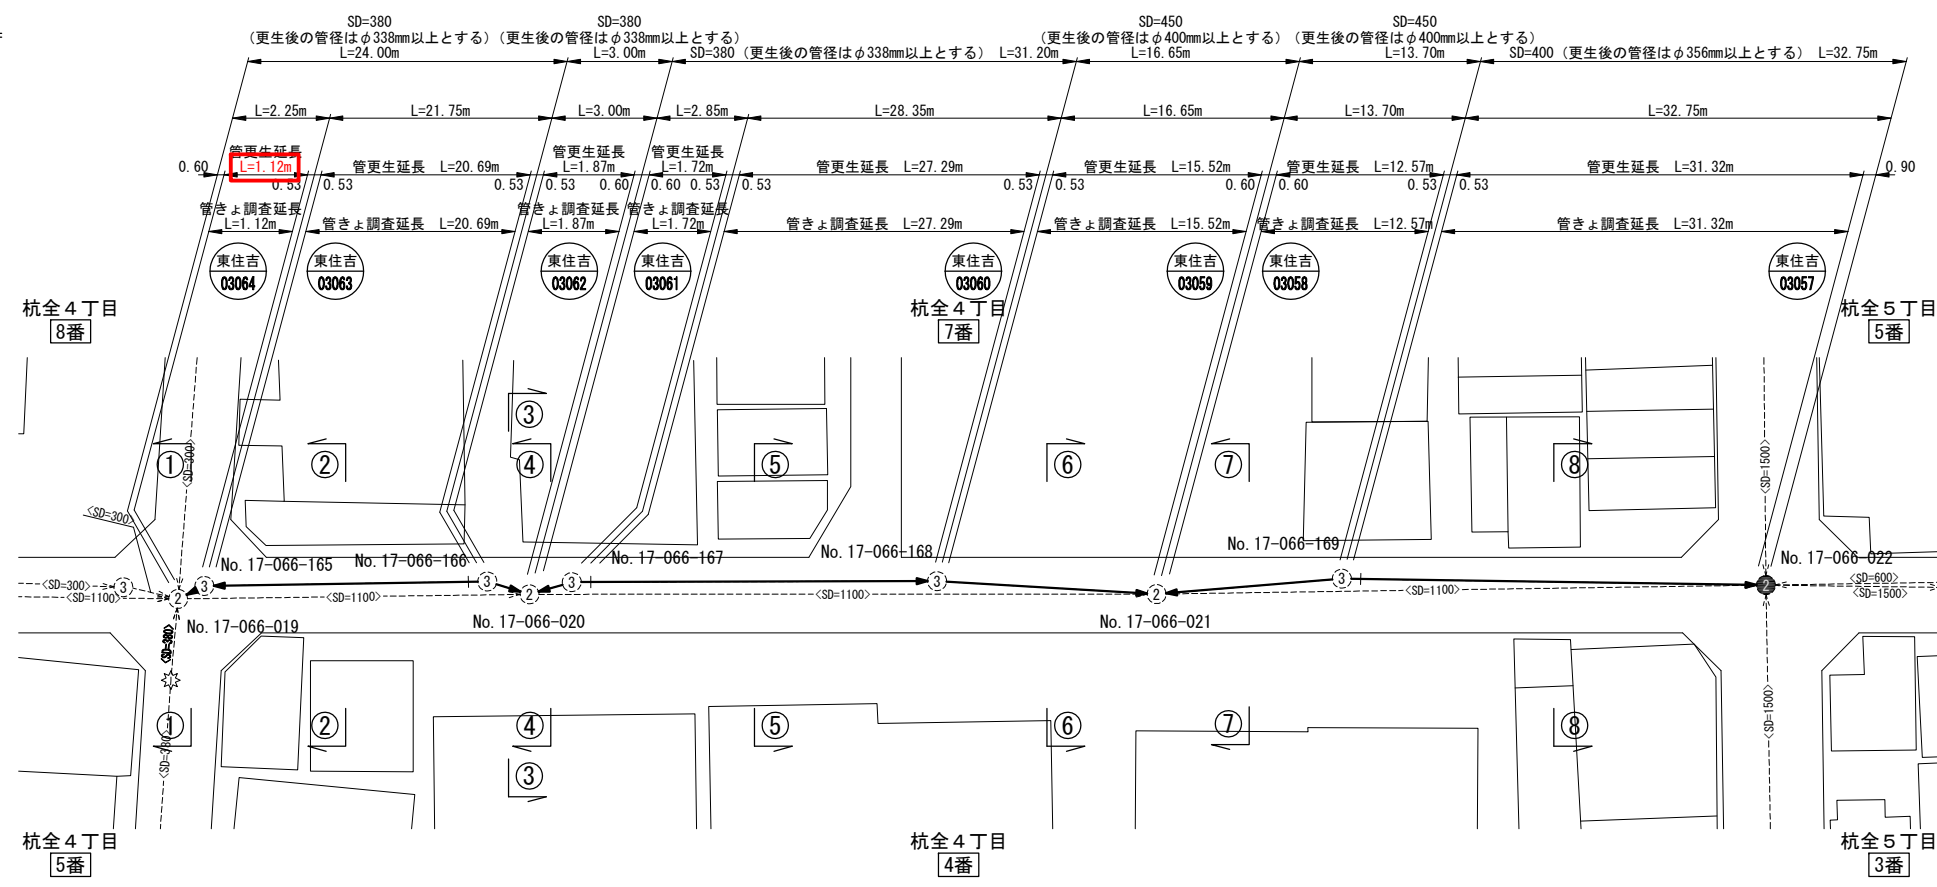 SD=380
(更生後の管径はφ338mm以上とする)
L=24.00m
SD=380
(更生後の管径はφ338mm以上とする)
L=3.00m
SD=380 (更生後の管径はφ338mm以上とする) L=31.20m
SD=450
(更生後の管径はφ400mm以上とする)
L=16.65m
SD=450
(更生後の管径はφ400mm以上とする)
L=13.70m
SD=400 (更生後の管径はφ356mm以上とする) L=32.75m
L=2.25m
L=21.75m
L=3.00m
L=2.85m
L=28.35m
L=16.65m
L=13.70m
L=32.75m
0.60
管更生延長
L=1.12m
0.53
0.53
管更生延長 L=20.69m
0.53
0.53
管更生延長
L=1.87m
0.60
0.60
管更生延長
L=1.72m
0.53
0.53
管更生延長 L=27.29m
0.53
0.53
管更生延長 L=15.52m
0.60
0.60
管更生延長 L=12.57m
0.53
0.53
管更生延長 L=31.32m
0.90
管きょ調査延長
L=1.12m
管きょ調査延長 L=20.69m
管きょ調査延長
L=1.87m
管きょ調査延長
L=1.72m
管きょ調査延長 L=27.29m
管きょ調査延長 L=15.52m
管きょ調査延長 L=12.57m
管きょ調査延長 L=31.32m
東住吉
03064
東住吉
03063
東住吉
03062
東住吉
03061
東住吉
03060
東住吉
03059
東住吉
03058
東住吉
03057
杭全4丁目
8番
杭全4丁目
7番
杭全5丁目
5番
③
①
②
④
⑤
⑥
⑦
⑧
<SD=300>
<SD=1500>
<SD=300>
No. 17-066-165
No. 17-066-166
No. 17-066-167
No. 17-066-168
No. 17-066-169
No. 17-066-022
<SD=300>
3
3
3
3
3
3
2
<SD=600>
<SD=1100>
2
<SD=1100>
2
<SD=1100>
2
<SD=1100>
<SD=1500>
No. 17-066-019
No. 17-066-020
No. 17-066-021
<SD=380>
①
②
④
⑤
⑥
⑦
⑧
<SD=380>
<SD=1500>
③
杭全4丁目
5番
杭全4丁目
4番
杭全5丁目
3番